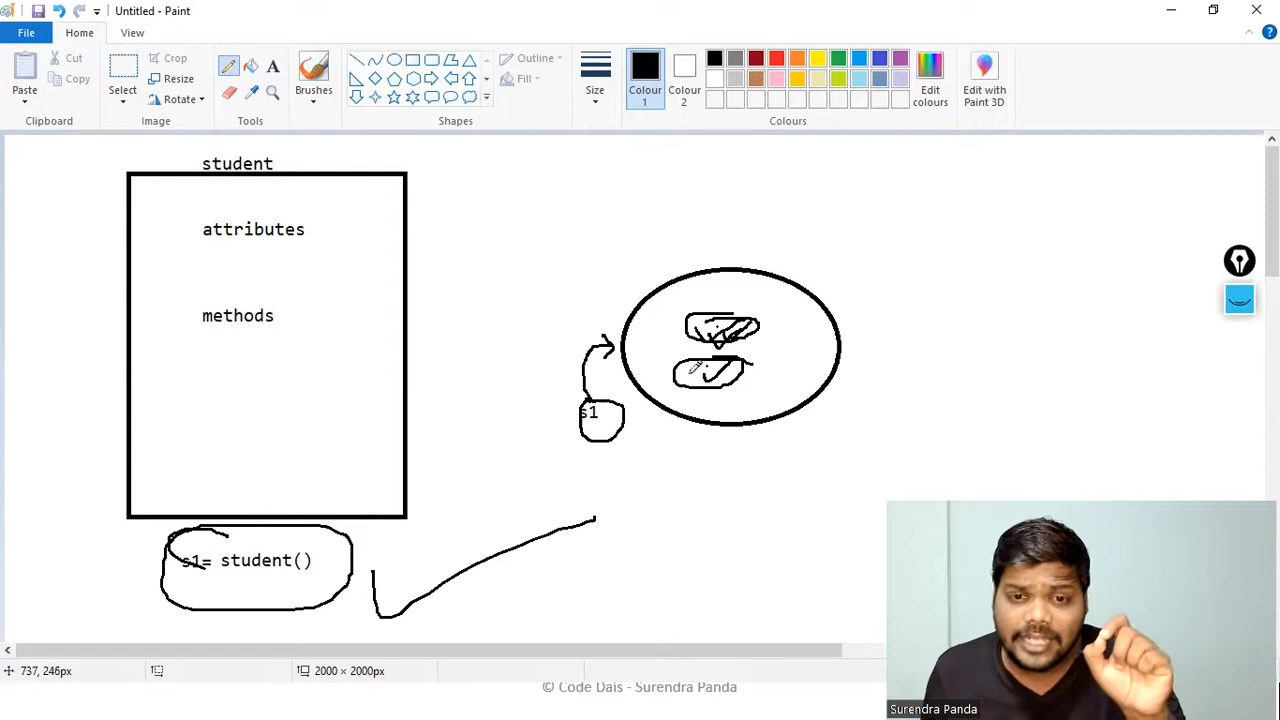 Untitled - Paint
File
Home
View
Paste
Cut
Copy
Clipboard
Select
Crop
Resize
Rotate
Image
A
Tools
Brushes
Outline
Fill
Shapes
Size
Colour 1
Colour 2
Edit colours
Colours
Edit with Paint 3D
student
attributes
methods
s1
s1= student()
737, 246px
2000 × 2000px
© Code Dais - Surendra Panda
Surendra Panda